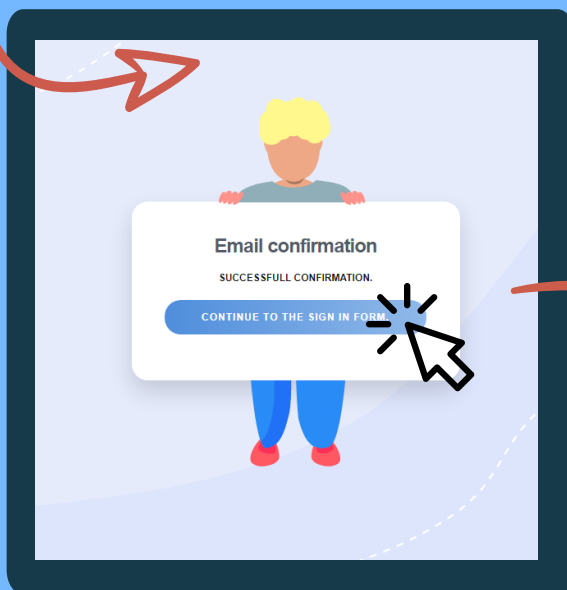 Email confirmation
SUCCESSFULL CONFIRMATION.
CONTINUE TO THE SIGN IN FORM.